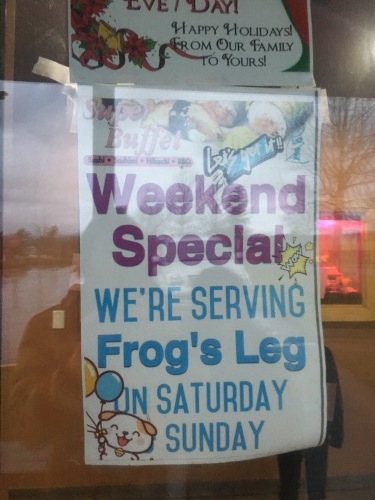 Eve / Day!
Happy Holidays!
From Our Family
to Yours!
Super
Buffet
Weekend
Special
WE'RE SERVING
Frog's Leg
ON SATURDAY
SUNDAY